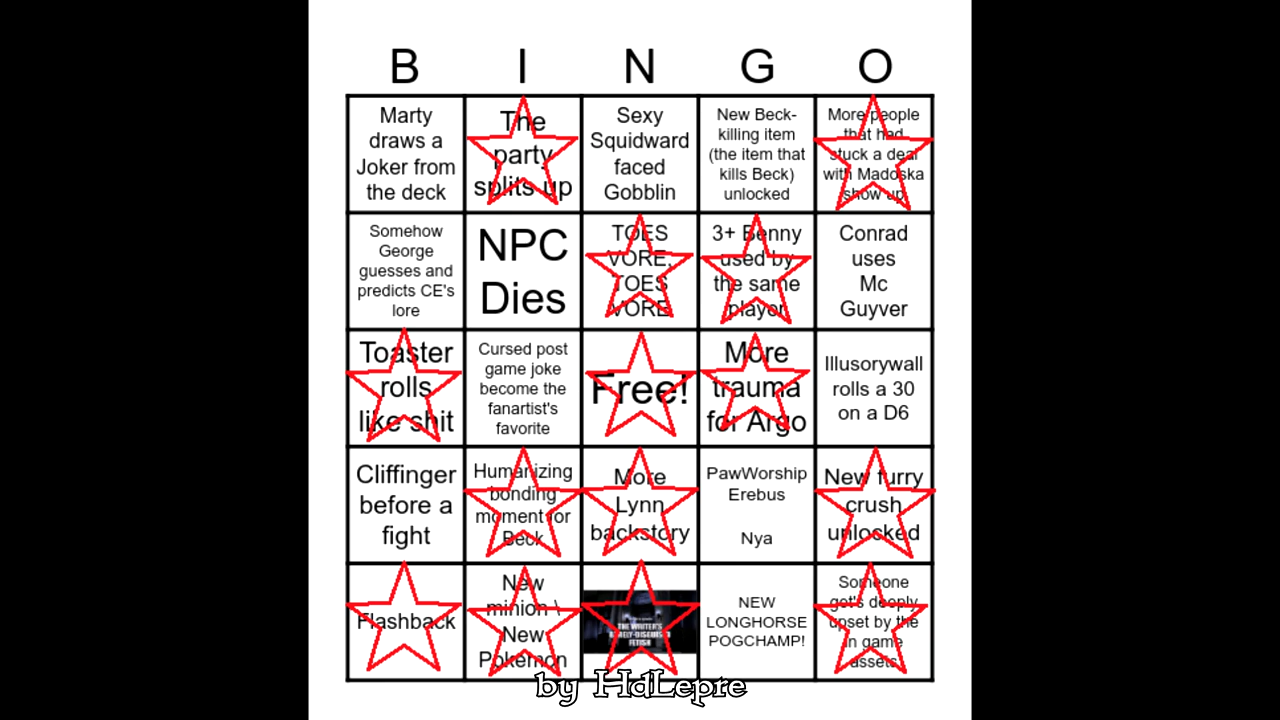 B I N G O
Marty
draws a
Joker from
the deck
The
party
splits up
Sexy
Squidward
faced
Gobblin
New Beck-
killing item
(the item that
kills Beck)
unlocked
More people
that had
stuck a deal
with Madoska
show up
Somehow
George
guesses and
predicts CE's
lore
NPC
Dies
TOES
VORE,
TOES
VORE
3+ Benny
used by
the same
player
Conrad
uses
Mc
Guyver
Toaster
rolls
like shit
Cursed post
game joke
become the
fanartist's
favorite
Free!
More
trauma
for Argo
Illusorywall
rolls a 30
on a D6
Cliffinger
before a
fight
Humanizing
bonding
moment for
Beck
More
Lynn
backstory
PawWorship
Erebus
Nya
New furry
crush
unlocked
Flashback
New
minion \
New
Pokemon
THE WRITER'S
BARELY-DISGUISED
FETISH
NEW
LONGHORSE
POGCHAMP!
Someone
get's deeply
upset by the
in game
assets
by HdLepre